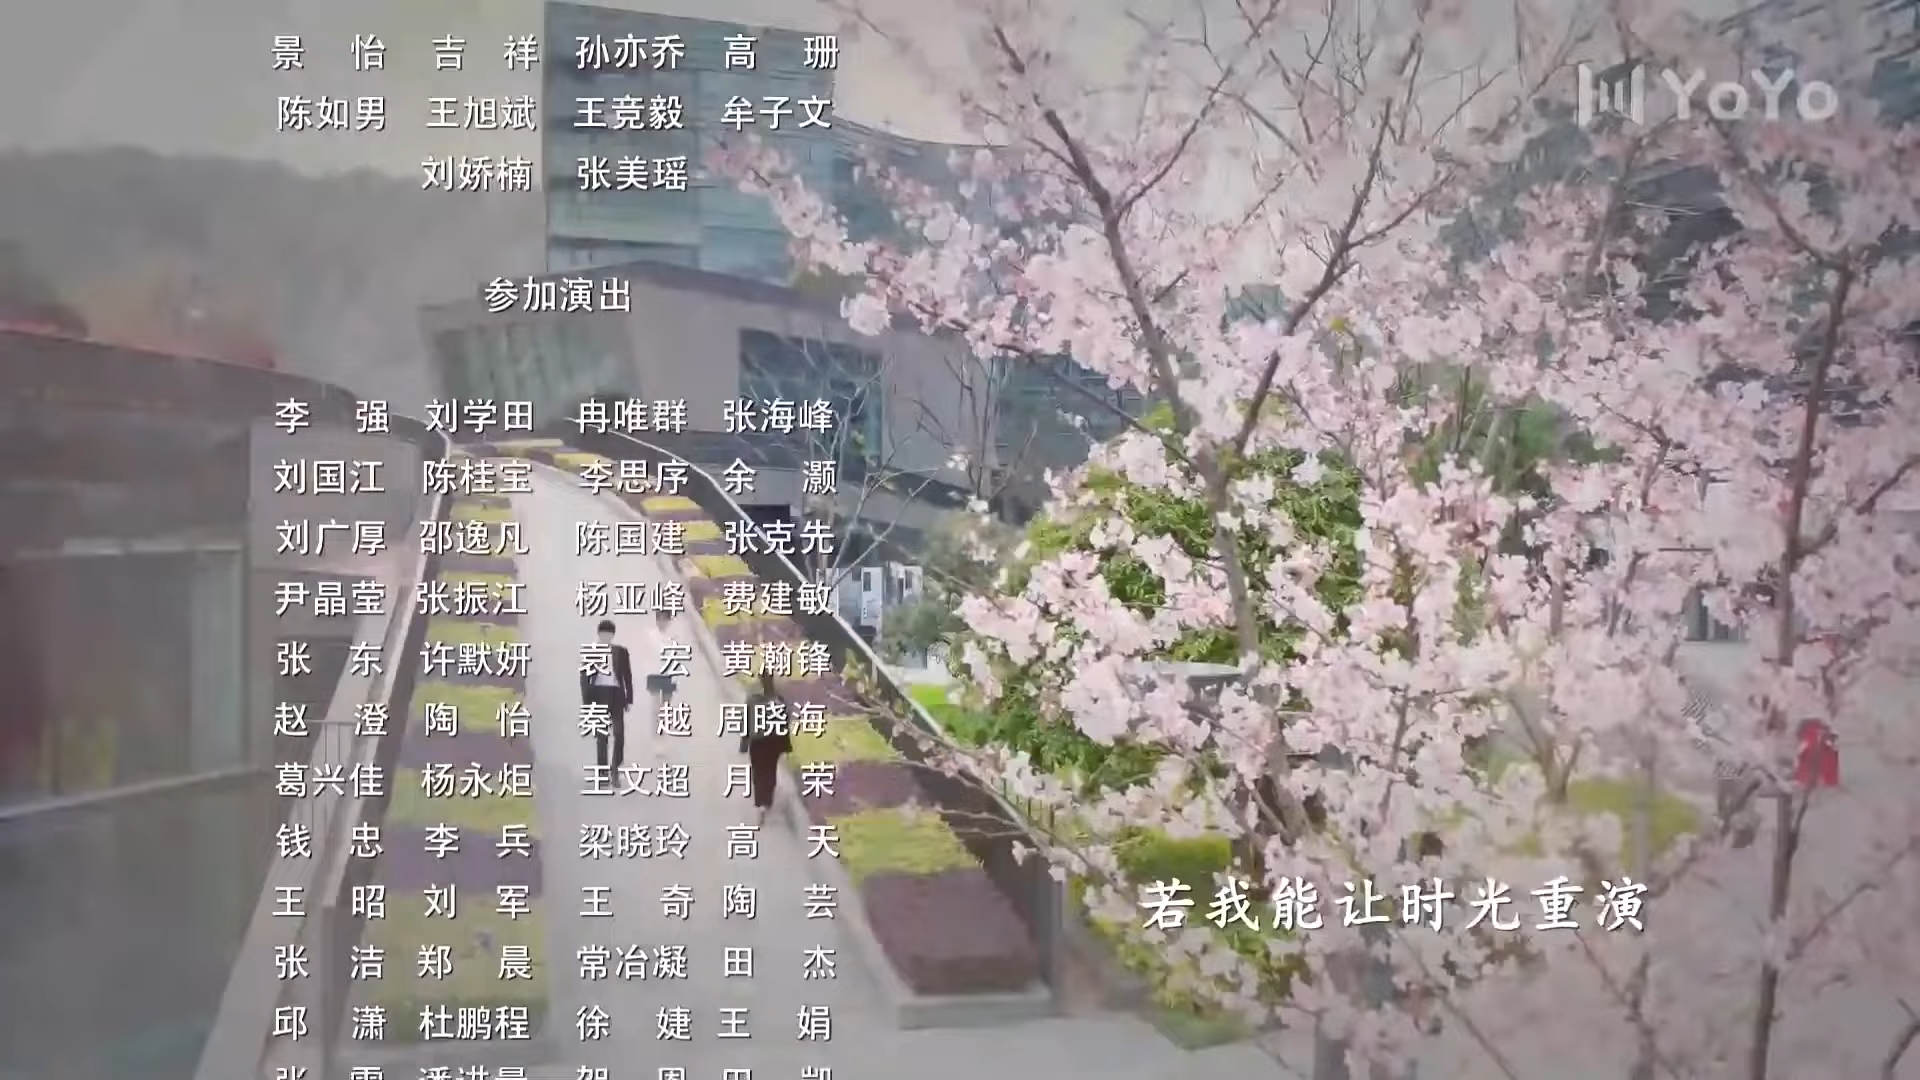 景怡 吉祥 孙亦乔 高珊
YoYo
陈如男 王旭斌 王竞毅 牟子文
刘娇楠 张美瑶
参加演出
李强 刘学田 冉唯群 张海峰
刘国江 陈桂宝 李思序 余灏
刘广厚 邵逸凡 陈国建 张克先
尹晶莹 张振江 杨亚峰 费建敏
张东 许默妍 袁宏 黄瀚锋
赵澄 陶怡 秦越 周晓海
葛兴佳 杨永炬 王文超 月荣
钱忠 李兵 梁晓玲 高天
王昭 刘军 王奇 陶芸
若我能让时光重演
张洁 郑晨 常冶凝 田杰
邱潇 杜鹏程 徐婕 王娟